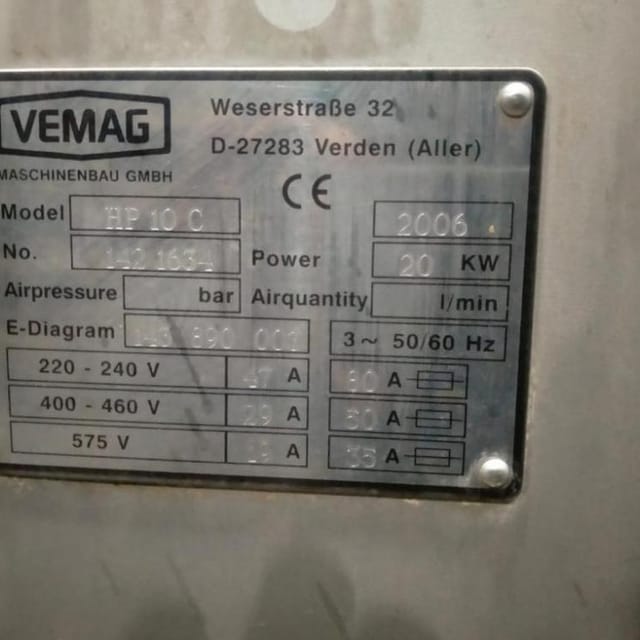 VEMAG
MASCHINENBAU GMBH
Weserstraße 32
D-27283 Verden (Aller)
CE
Model HP 10 C 2006
No. Power 20 KW
Airpressure bar Airquantity l/min
E-Diagram 3~ 50/60 Hz
220 - 240 V 47 A A
400 - 460 V 29 A A
575 V A A